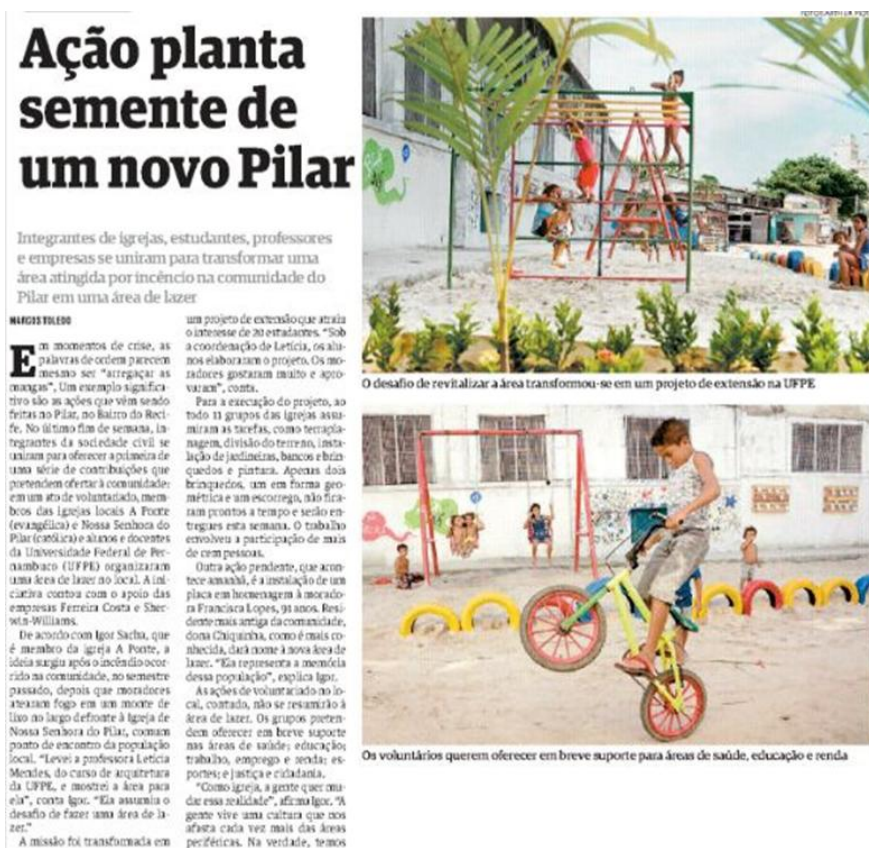 Ação planta
semente de
um novo Pilar
Integrantes de igrejas, estudantes, professores
e empresas se uniram para transformar uma
área atingida por incêncio na comunidade do
Pilar em uma área de lazer
MARCOS TOLEDO
Em momentos de crise, as
palavras de ordem parecem
mesmo ser “arregaçar as
mangas”. Um exemplo significa-
tivo são as ações que vêm sendo
feitas no Pilar, no Bairro do Reci-
fe. No último fim de semana, in-
tegrantes da sociedade civil se
uniram para oferecer a primeira de
uma série de contribuições que
pretendem ofertar à comunidade:
em um ato de voluntariado, mem-
bros das igrejas locais A Ponte
(evangélica) e Nossa Senhora do
Pilar (católica) e alunos e docentes
da Universidade Federal de Per-
nambuco (UFPE) organizaram
uma área de lazer no local. A ini-
ciativa contou com o apoio das
empresas Ferreira Costa e Sher-
win-Williams.
De acordo com Igor Sacha, que
é membro da igreja A Ponte, a
ideia surgiu após o incêndio ocor-
rido na comunidade, no semestre
passado, depois que moradores
atearam fogo em um monte de
lixo no largo defronte à Igreja de
Nossa Senhora do Pilar, comum
ponto de encontro da população
local. “Levei a professora Letícia
Mendes, do curso de arquitetura
da UFPE, e mostrei a área para
ela”, conta Igor. “Ela assumiu o
desafio de fazer uma área de la-
zer.”
A missão foi transformada em
um projeto de extensão que atraiu
o interesse de 20 estudantes. “Sob
a coordenação de Letícia, os alu-
nos elaboraram o projeto. Os mo-
radores gostaram muito e apro-
varam”, conta.
Para a execução do projeto, ao
todo 11 grupos das igrejas assu-
miram as tarefas, como terrapla-
nagem, divisão do terreno, insta-
lação de jardineiras, bancos e brin-
quedos e pintura. Apenas dois
brinquedos, um em forma geo-
métrica e um escorrego, não fica-
ram prontos a tempo e serão en-
tregues esta semana. O trabalho
envolveu a participação de mais
de cem pessoas.
Outra ação pendente, que acon-
tece amanhã, é a instalação de um
placa em homenagem à morado-
ra Francisca Lopes, 91 anos. Resi-
dente mais antiga da comunidade,
dona Chiquinha, como é mais co-
nhecida, dará nome à nova área de
lazer. “Ela representa a memória
dessa população”, explica Igor.
As ações de voluntariado no lo-
cal, contudo, não se resumirão à
área de lazer. Os grupos preten-
dem oferecer em breve suporte
nas áreas de saúde; educação;
trabalho, emprego e renda; es-
portes; e justiça e cidadania.
“Como igreja, a gente quer mu-
dar essa realidade”, afirma Igor. “A
gente vive uma cultura que nos
afasta cada vez mais das áreas
periféricas. Na verdade, temos
O desafio de revitalizar a área transformou-se em um projeto de extensão na UFPE
Os voluntários querem oferecer em breve suporte para áreas de saúde, educação e renda